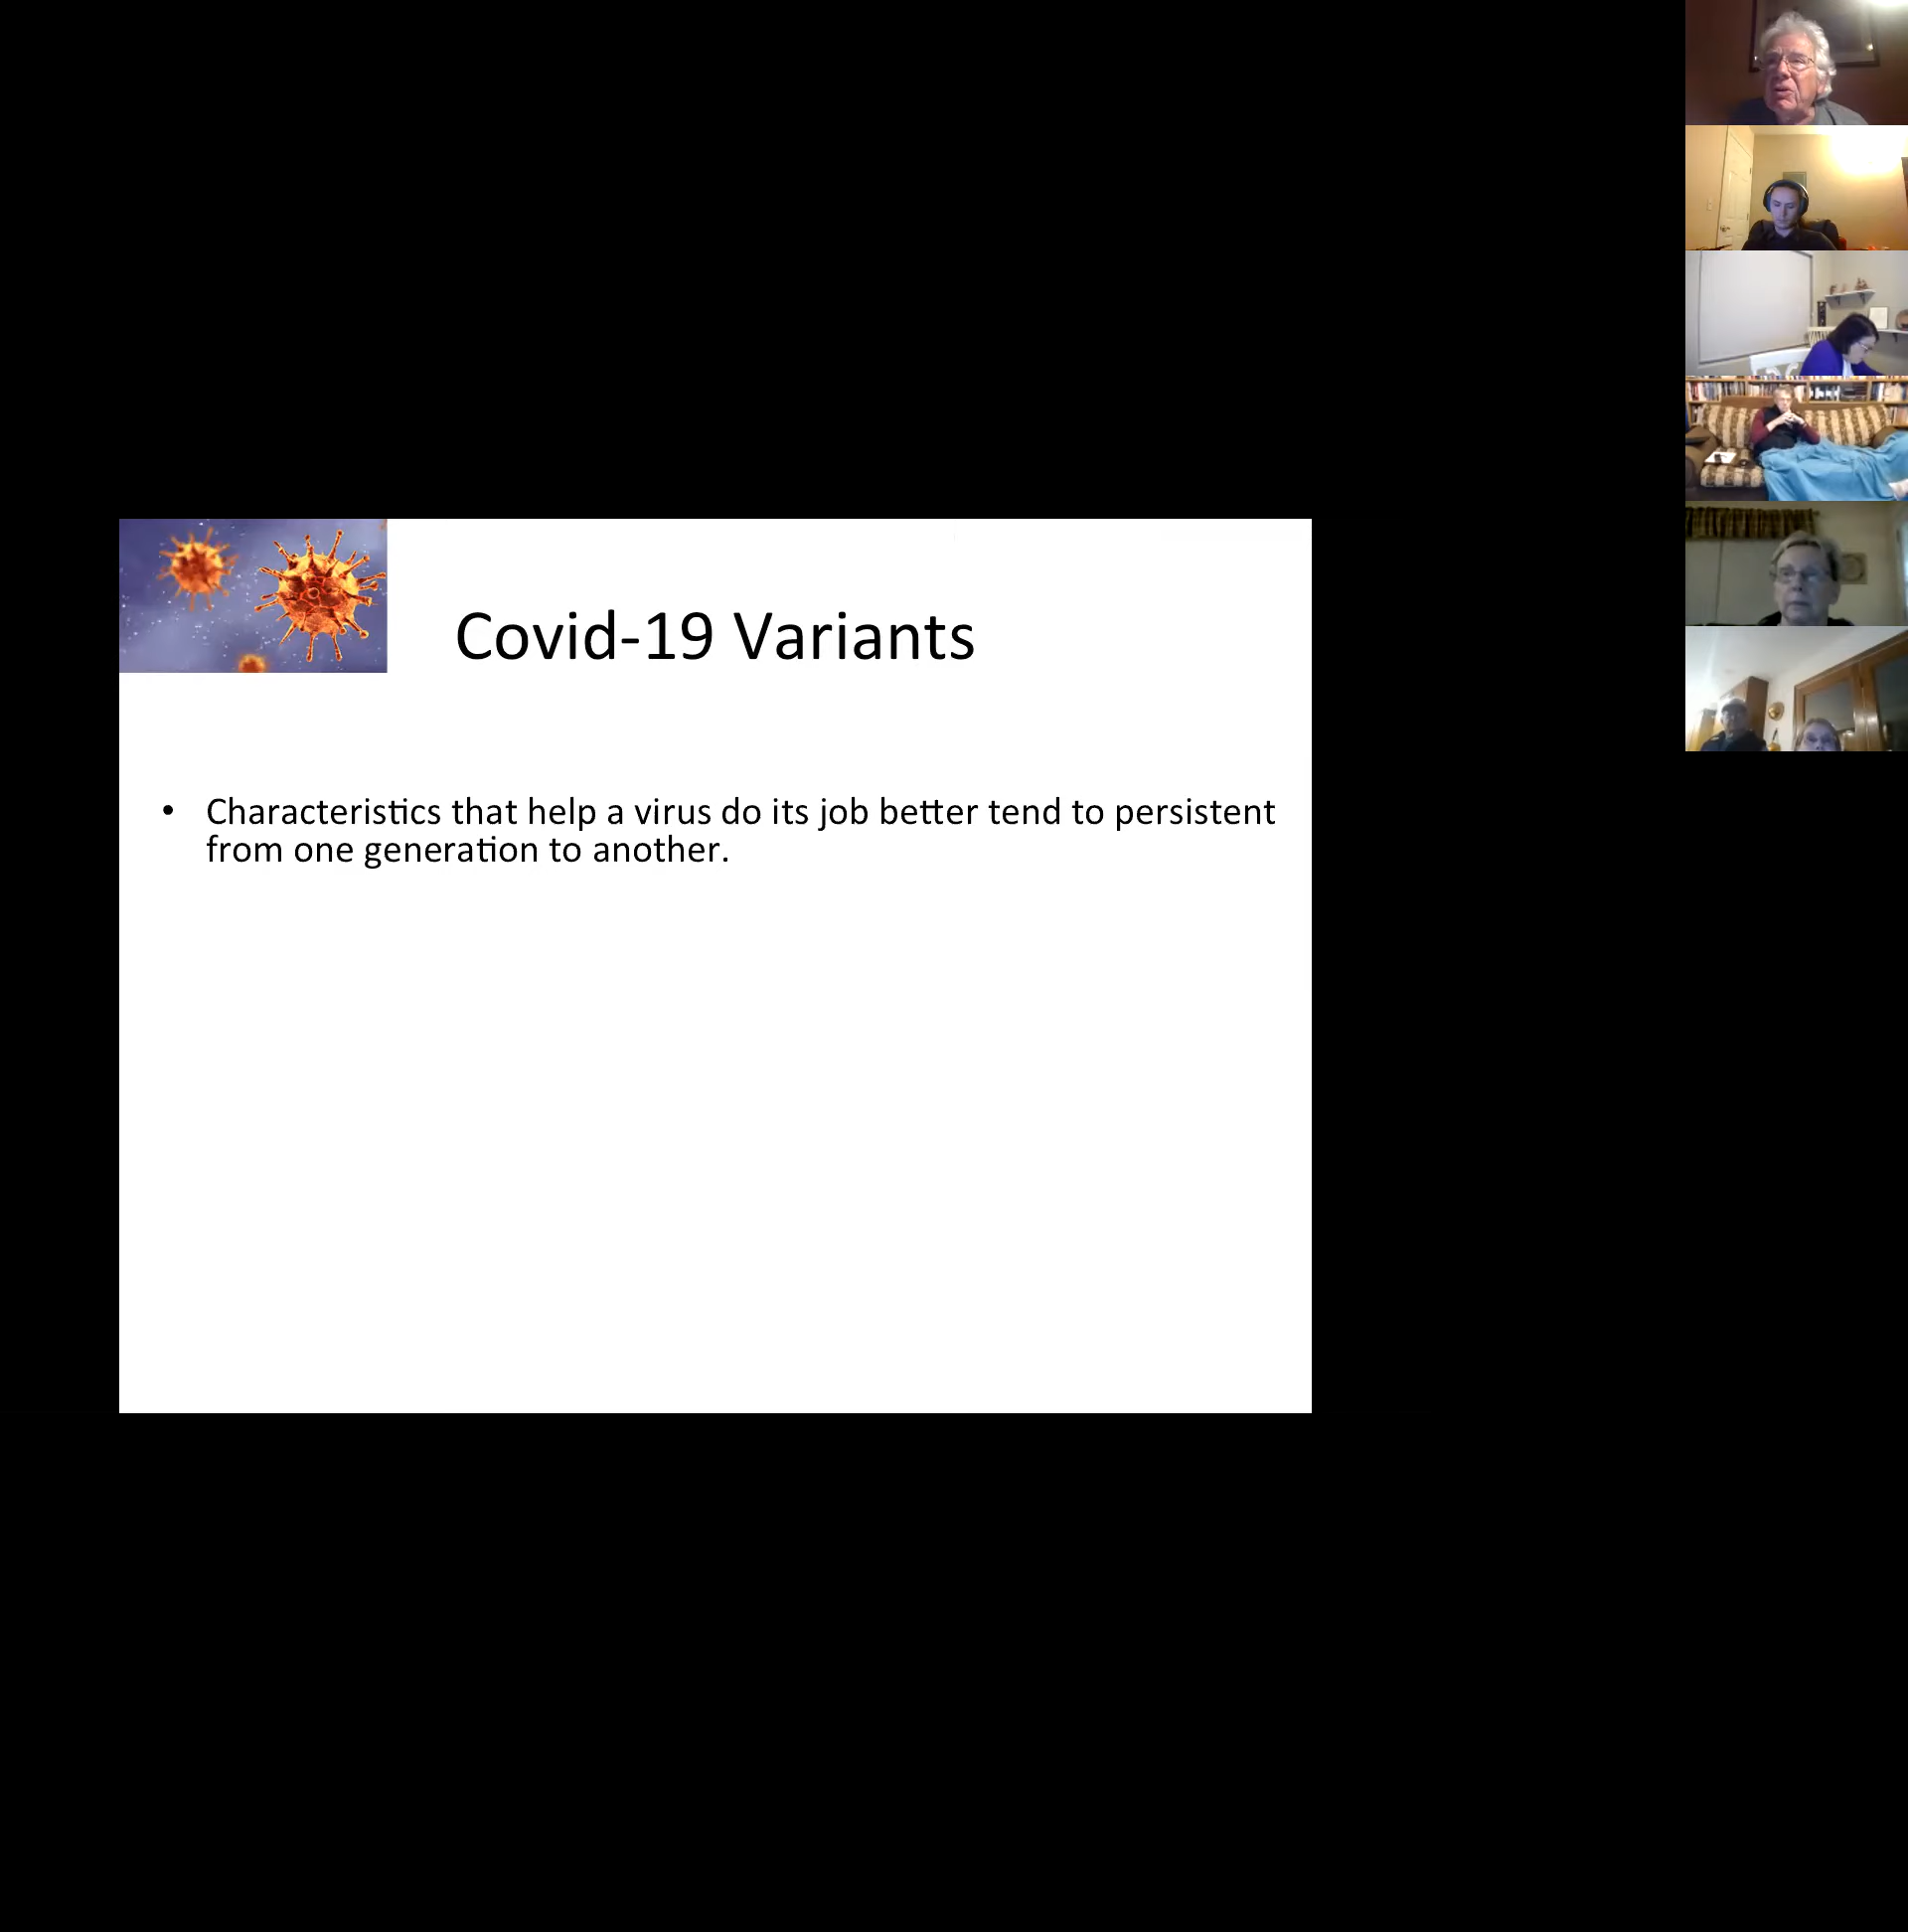 Covid-19 Variants
• Characteristics that help a virus do its job better tend to persistent
from one generation to another.